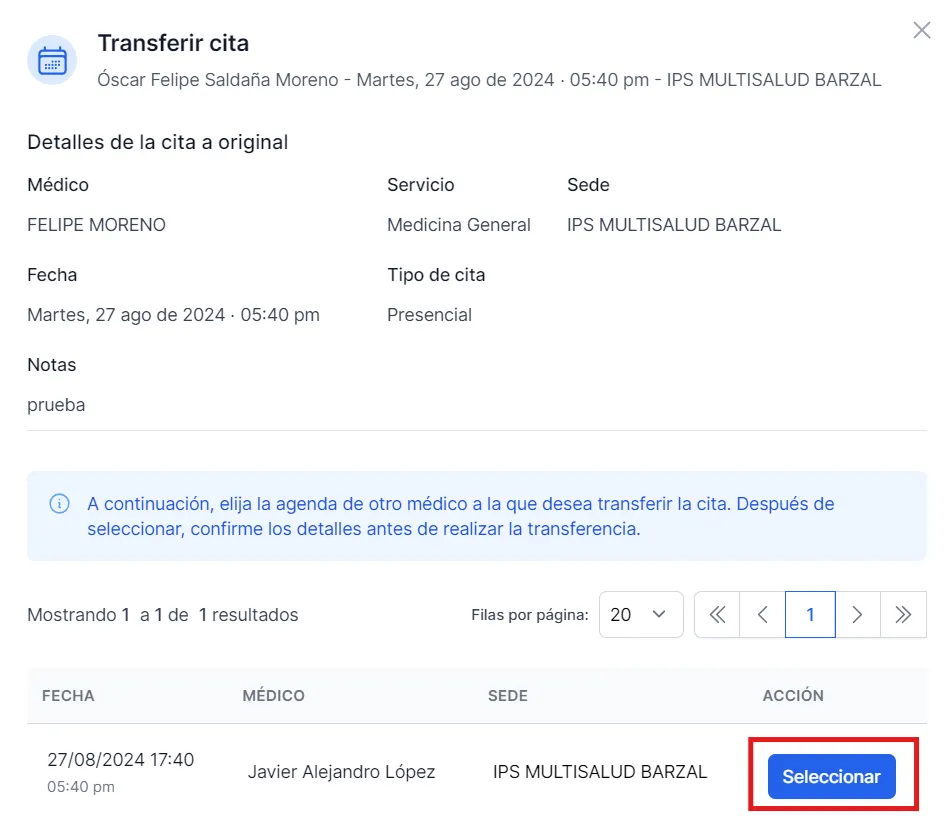 Transferir cita
Óscar Felipe Saldaña Moreno - Martes, 27 ago de 2024 · 05:40 pm - IPS MULTISALUD BARZAL
Detalles de la cita a original
Médico Servicio Sede
FELIPE MORENO Medicina General IPS MULTISALUD BARZAL
Fecha Tipo de cita
Martes, 27 ago de 2024 · 05:40 pm Presencial
Notas
prueba
A continuación, elija la agenda de otro médico a la que desea transferir la cita. Después de
seleccionar, confirme los detalles antes de realizar la transferencia.
Mostrando 1 a 1 de 1 resultados Filas por página: 20 1
FECHA MÉDICO SEDE ACCIÓN
27/08/2024 17:40
05:40 pm
Javier Alejandro López IPS MULTISALUD BARZAL Seleccionar